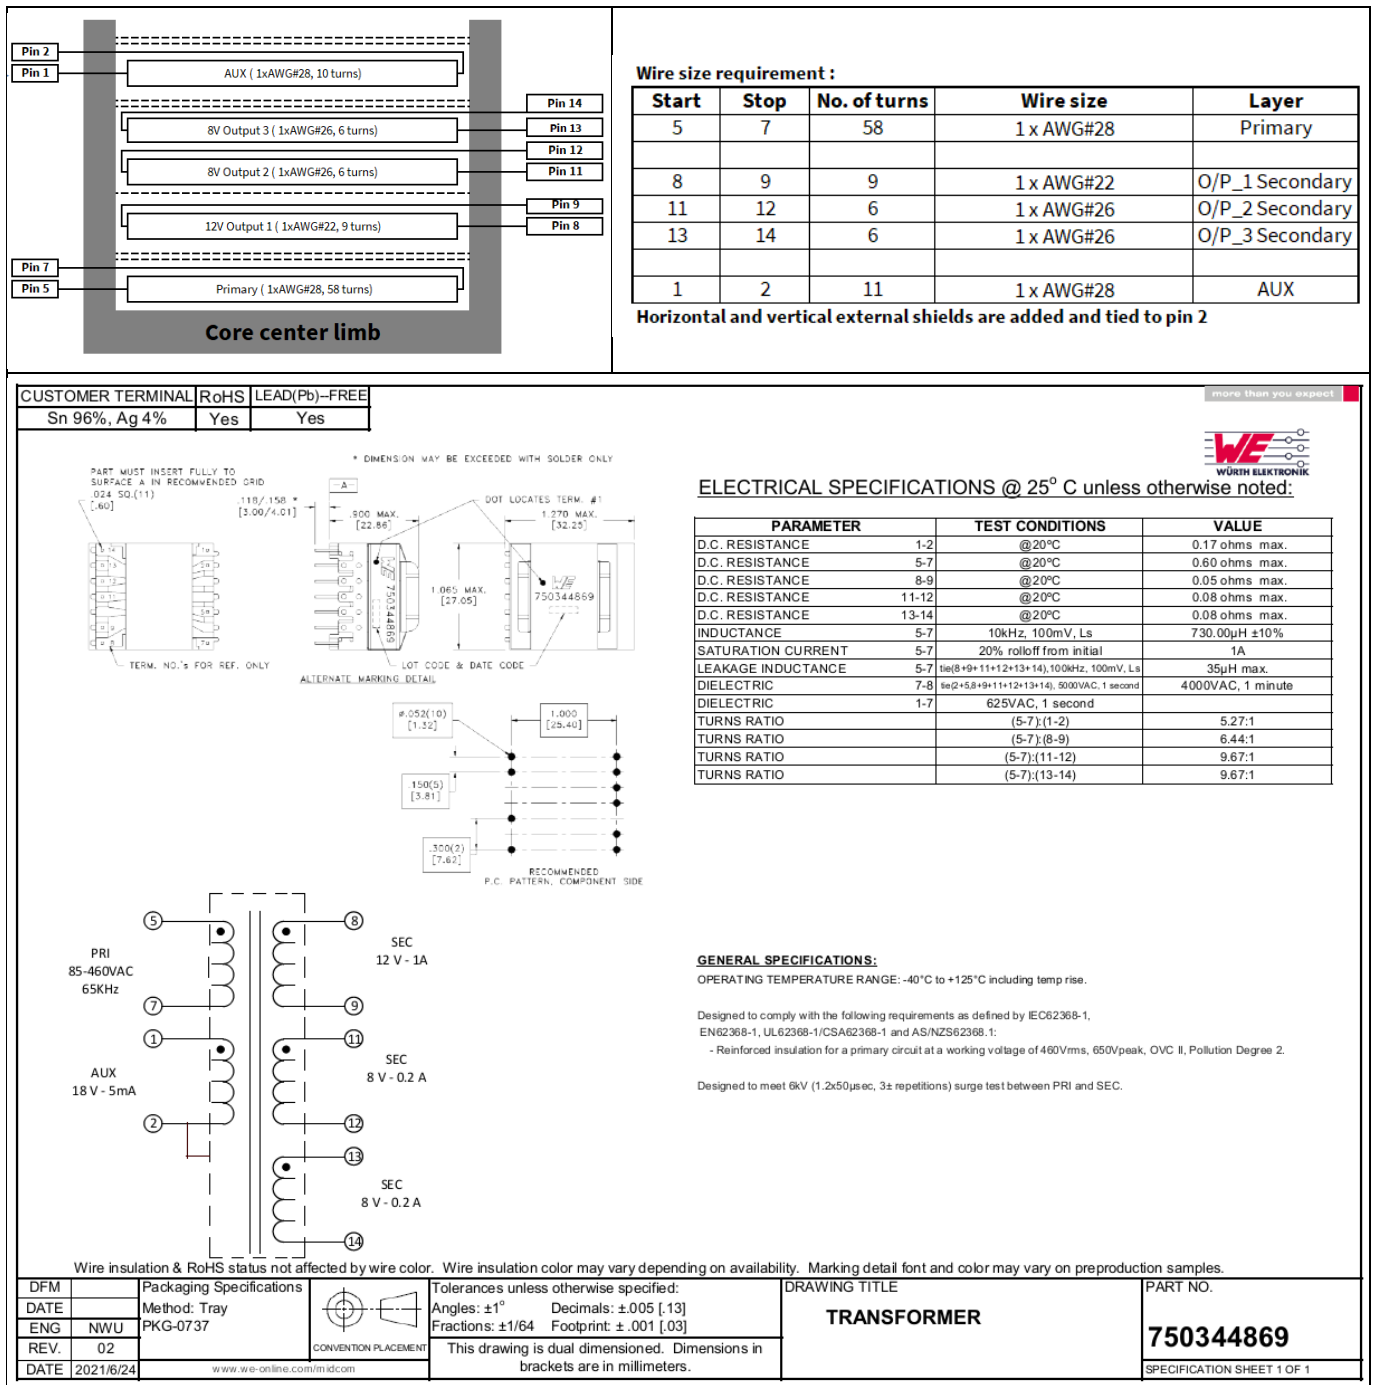 Pin 2
Pin 1
AUX ( 1xAWG#28, 10 turns)
Pin 14
8V Output 3 ( 1xAWG#26, 6 turns)
Pin 13
Pin 12
8V Output 2 ( 1xAWG#26, 6 turns)
Pin 11
Pin 9
12V Output 1 ( 1xAWG#22, 9 turns)
Pin 8
Pin 7
Pin 5
Primary ( 1xAWG#28, 58 turns)
Core center limb
Wire size requirement :
Start Stop No. of turns Wire size Layer
5 7 58 1 x AWG#28 Primary
8 9 9 1 x AWG#22 O/P_1 Secondary
11 12 6 1 x AWG#26 O/P_2 Secondary
13 14 6 1 x AWG#26 O/P_3 Secondary
1 2 11 1 x AWG#28 AUX
Horizontal and vertical external shields are added and tied to pin 2
CUSTOMER TERMINAL RoHS LEAD(Pb)--FREE
Sn 96%, Ag 4% Yes Yes
more than you expect
WE
WÜRTH ELEKTRONIK
* DIMENSION MAY BE EXCEEDED WITH SOLDER ONLY
PART MUST INSERT FULLY TO
SURFACE A IN RECOMMENDED GRID
.024 SQ.(11)
[.60]
.118/.158 *
[3.00/4.01]
-A-
.900 MAX.
[22.86]
DOT LOCATES TERM. #1
1.270 MAX.
[32.25]
1.065 MAX.
[27.05]
WE 750344869
WE
750344869
TERM. NO.'s FOR REF. ONLY
LOT CODE & DATE CODE
ALTERNATE MARKING DETAIL
ø.052(10)
[1.32]
1.000
[25.40]
.150(5)
[3.81]
.300(2)
[7.62]
RECOMMENDED
P.C. PATTERN, COMPONENT SIDE
ELECTRICAL SPECIFICATIONS @ 25° C unless otherwise noted:
PARAMETER TEST CONDITIONS VALUE
D.C. RESISTANCE 1-2 @20ºC 0.17 ohms max.
D.C. RESISTANCE 5-7 @20ºC 0.60 ohms max.
D.C. RESISTANCE 8-9 @20ºC 0.05 ohms max.
D.C. RESISTANCE 11-12 @20ºC 0.08 ohms max.
D.C. RESISTANCE 13-14 @20ºC 0.08 ohms max.
INDUCTANCE 5-7 10kHz, 100mV, Ls 730.00µH ±10%
SATURATION CURRENT 5-7 20% rolloff from initial 1A
LEAKAGE INDUCTANCE 5-7 tie(8+9+11+12+13+14),100kHz, 100mV, Ls 35µH max.
DIELECTRIC 7-8 tie(2+5,8+9+11+12+13+14), 5000VAC, 1 second 4000VAC, 1 minute
DIELECTRIC 1-7 625VAC, 1 second
TURNS RATIO (5-7):(1-2) 5.27:1
TURNS RATIO (5-7):(8-9) 6.44:1
TURNS RATIO (5-7):(11-12) 9.67:1
TURNS RATIO (5-7):(13-14) 9.67:1
5
8
PRI
85-460VAC
65KHz
SEC
12 V - 1A
7
9
1
11
AUX
18 V - 5mA
SEC
8 V - 0.2 A
2
12
13
SEC
8 V - 0.2 A
14
GENERAL SPECIFICATIONS:
OPERATING TEMPERATURE RANGE: -40°C to +125°C including temp rise.
Designed to comply with the following requirements as defined by IEC62368-1,
EN62368-1, UL62368-1/CSA62368-1 and AS/NZS62368.1:
- Reinforced insulation for a primary circuit at a working voltage of 460Vrms, 650Vpeak, OVC II, Pollution Degree 2.
Designed to meet 6kV (1.2x50µsec, 3± repetitions) surge test between PRI and SEC.
Wire insulation & RoHS status not affected by wire color. Wire insulation color may vary depending on availability. Marking detail font and color may vary on preproduction samples.
DFM
DATE
ENG NWU
REV. 02
DATE 2021/6/24
Packaging Specifications
Method: Tray
PKG-0737
www.we-online.com/midcom
CONVENTION PLACEMENT
Tolerances unless otherwise specified:
Angles: ±1° Decimals: ±.005 [.13]
Fractions: ±1/64 Footprint: ± .001 [.03]
This drawing is dual dimensioned. Dimensions in
brackets are in millimeters.
DRAWING TITLE
TRANSFORMER
PART NO.
750344869
SPECIFICATION SHEET 1 OF 1